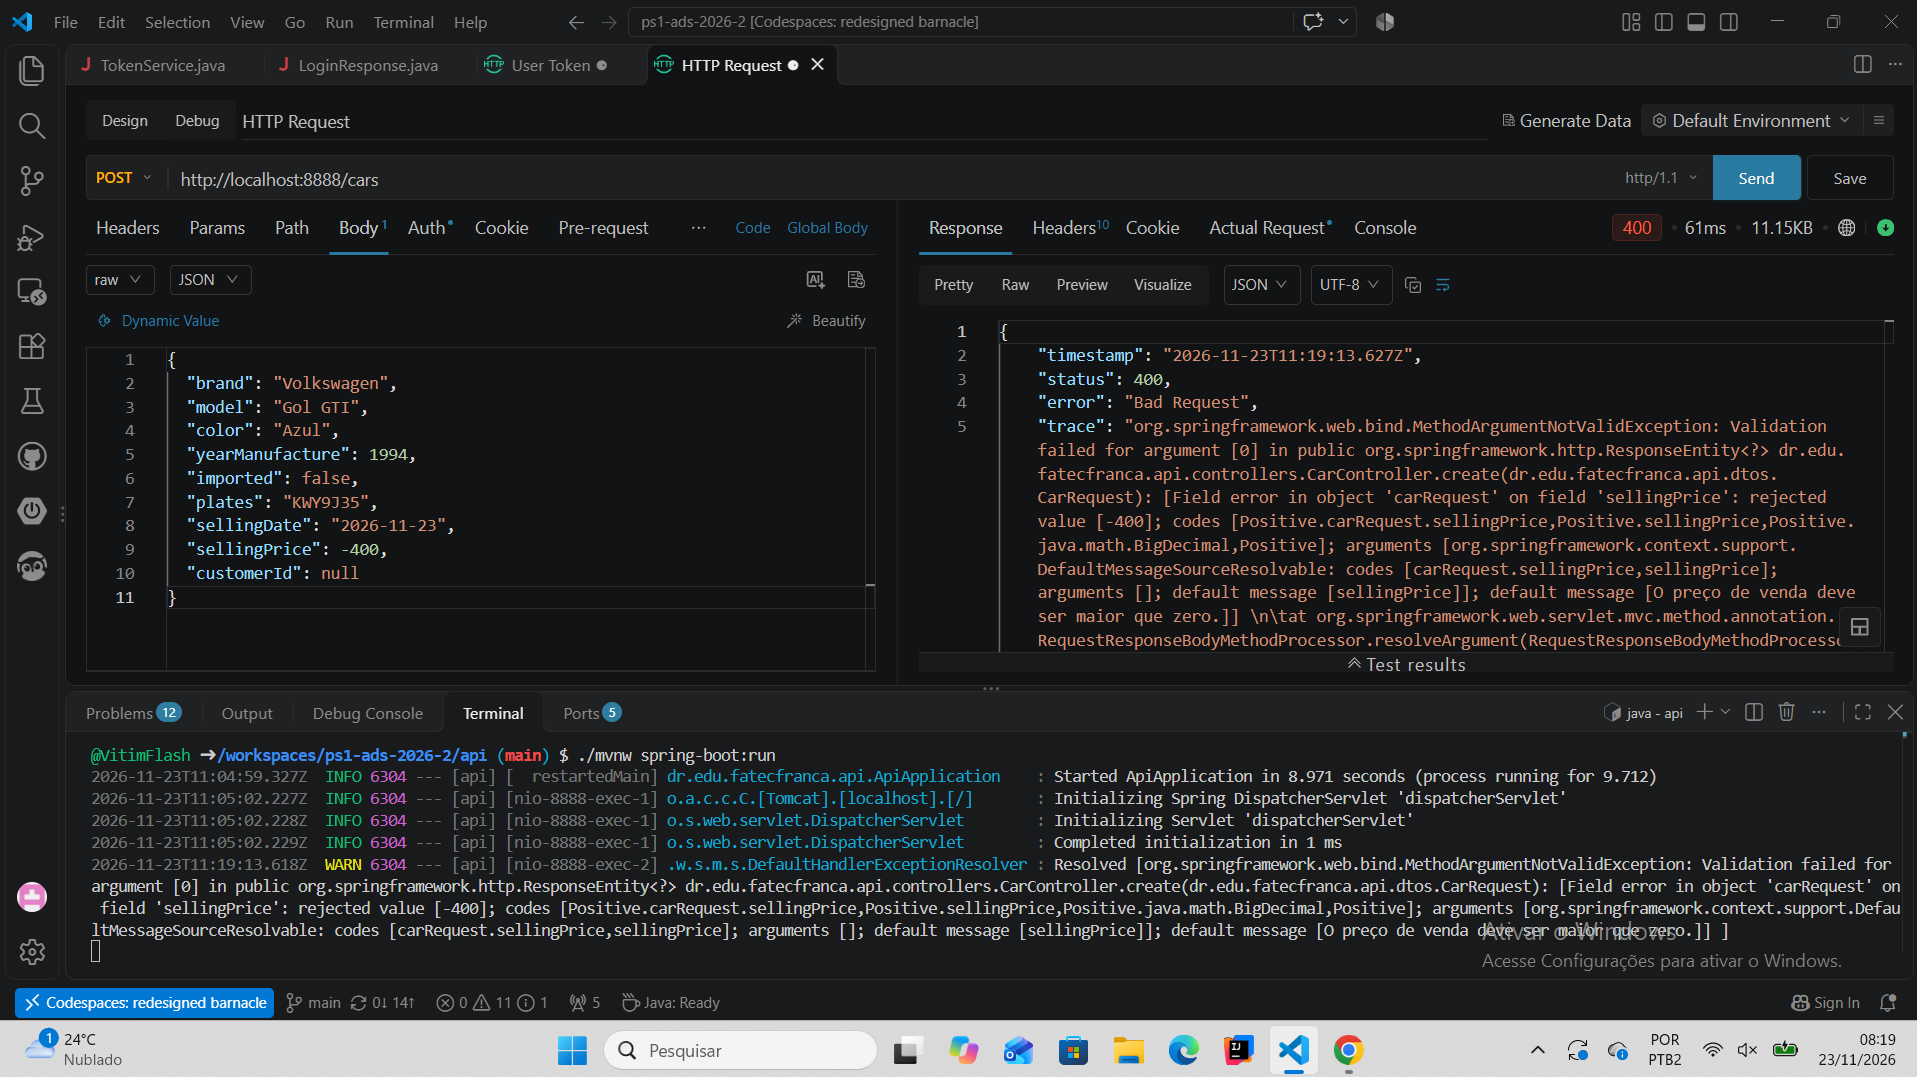 File Edit Selection View Go Run Terminal Help
ps1-ads-2026-2 [Codespaces: redesigned barnacle]
TokenService.java
LoginResponse.java
User Token
HTTP Request
Design Debug HTTP Request
Generate Data
Default Environment
POST http://localhost:8888/cars http/1.1 Send Save
Headers Params Path Body 1 Auth Cookie Pre-request ... Code Global Body
raw JSON
Dynamic Value Beautify
1 {
2 "brand": "Volkswagen",
3 "model": "Gol GTI",
4 "color": "Azul",
5 "yearManufacture": 1994,
6 "imported": false,
7 "plates": "KWY9J35",
8 "sellingDate": "2026-11-23",
9 "sellingPrice": -400,
10 "customerId": null
11 }
Response Headers 10 Cookie Actual Request Console 400 61ms 11.15KB
Pretty Raw Preview Visualize JSON UTF-8
1 {
2 "timestamp": "2026-11-23T11:19:13.627Z",
3 "status": 400,
4 "error": "Bad Request",
5 "trace": "org.springframework.web.bind.MethodArgumentNotValidException: Validation
failed for argument [0] in public org.springframework.http.ResponseEntity<?> dr.edu.
fatecfranca.api.controllers.CarController.create(dr.edu.fatecfranca.api.dtos.
CarRequest): [Field error in object 'carRequest' on field 'sellingPrice': rejected
value [-400]; codes [Positive.carRequest.sellingPrice,Positive.sellingPrice,Positive.
java.math.BigDecimal,Positive]; arguments [org.springframework.context.support.
DefaultMessageSourceResolvable: codes [carRequest.sellingPrice,sellingPrice];
arguments []; default message [sellingPrice]]; default message [O preço de venda deve
ser maior que zero.]] \n\tat org.springframework.web.servlet.mvc.method.annotation.
RequestResponseBodyMethodProcessor.resolveArgument(RequestResponseBodyMethodProcesso
Test results
Problems 12 Output Debug Console Terminal Ports 5
java - api
@VitimFlash ➜ /workspaces/ps1-ads-2026-2/api (main) $ ./mvnw spring-boot:run
2026-11-23T11:04:59.327Z INFO 6304 --- [api] [ restartedMain] dr.edu.fatecfranca.api.ApiApplication : Started ApiApplication in 8.971 seconds (process running for 9.712)
2026-11-23T11:05:02.227Z INFO 6304 --- [api] [nio-8888-exec-1] o.a.c.c.C.[Tomcat].[localhost].[/] : Initializing Spring DispatcherServlet 'dispatcherServlet'
2026-11-23T11:05:02.228Z INFO 6304 --- [api] [nio-8888-exec-1] o.s.web.servlet.DispatcherServlet : Initializing Servlet 'dispatcherServlet'
2026-11-23T11:05:02.229Z INFO 6304 --- [api] [nio-8888-exec-1] o.s.web.servlet.DispatcherServlet : Completed initialization in 1 ms
2026-11-23T11:19:13.618Z WARN 6304 --- [api] [nio-8888-exec-2] .w.s.m.s.DefaultHandlerExceptionResolver : Resolved [org.springframework.web.bind.MethodArgumentNotValidException: Validation failed for
argument [0] in public org.springframework.http.ResponseEntity<?> dr.edu.fatecfranca.api.controllers.CarController.create(dr.edu.fatecfranca.api.dtos.CarRequest): [Field error in object 'carRequest' on
field 'sellingPrice': rejected value [-400]; codes [Positive.carRequest.sellingPrice,Positive.sellingPrice,Positive.java.math.BigDecimal,Positive]; arguments [org.springframework.context.support.Defau
ltMessageSourceResolvable: codes [carRequest.sellingPrice,sellingPrice]; arguments []; default message [sellingPrice]]; default message [O preço de venda deve ser maior que zero.]] ]
Ativar o Windows
Acesse Configurações para ativar o Windows.
Codespaces: redesigned barnacle main 0↓ 14↑ 0 11 1 5 Java: Ready Sign In
1 24°C
Nublado
Pesquisar
POR
PTB2
08:19
23/11/2026